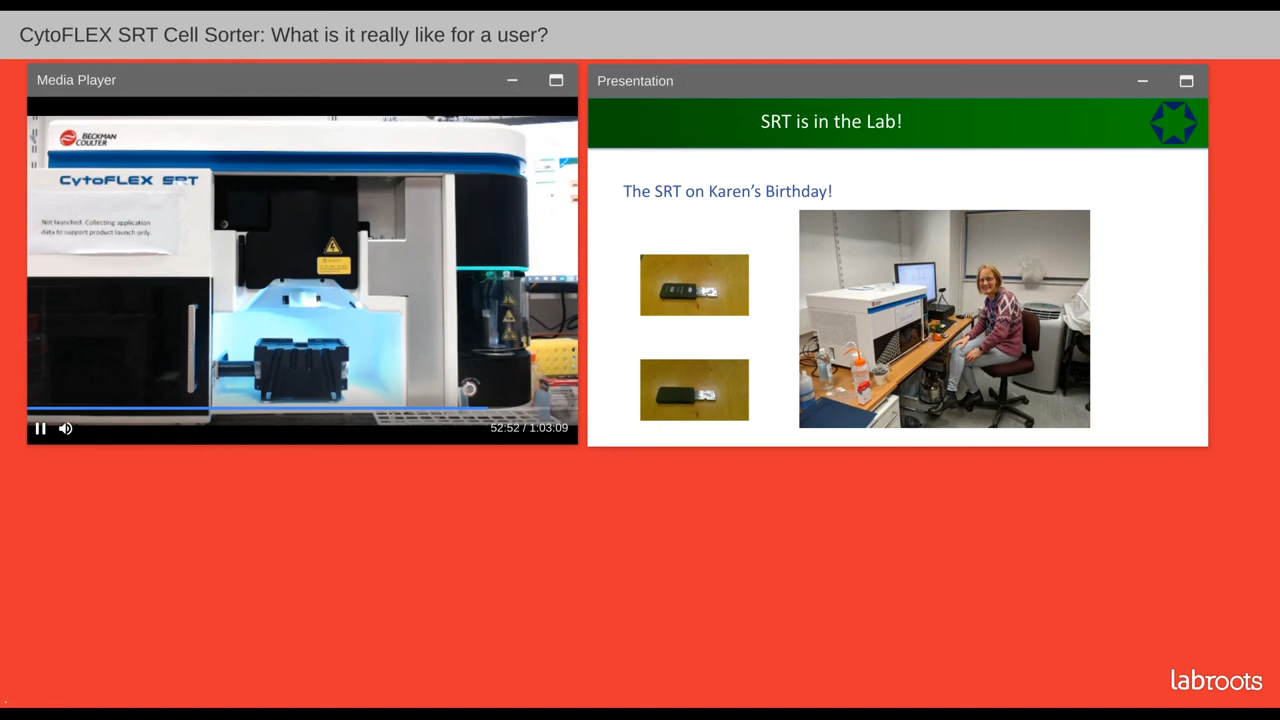 CytoFLEX SRT Cell Sorter: What is it really like for a user?
Media Player
BECKMAN
COULTER
CytoFLEX SRT
Not launched. Collecting application
data to support product launch only.
52:52 / 1:03:09
Presentation
SRT is in the Lab!
The SRT on Karen's Birthday!
labroots